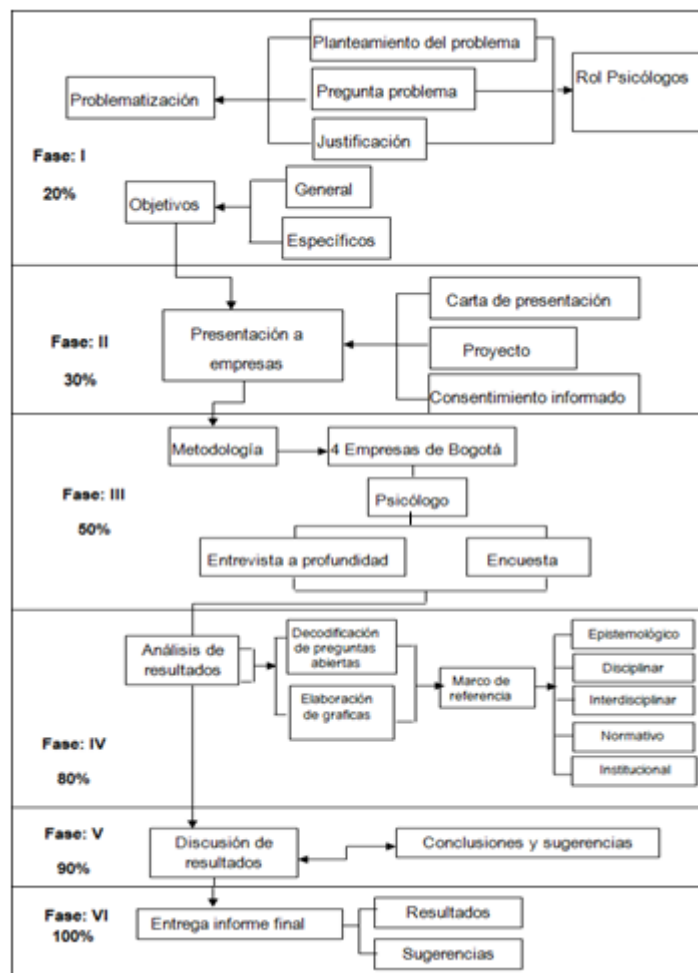 Planteamiento del problema
Rol Psicólogos
Problematización
Pregunta problema
Justificación
Fase: I
20%
General
Objetivos
Específicos
Carta de presentación
Presentación a
empresas
Fase: II
30%
Proyecto
Consentimiento informado
Metodología
4 Empresas de Bogotá
Fase: III
50%
Psicólogo
Entrevista a profundidad
Encuesta
Análisis de
resultados
Decodificación
de preguntas
abiertas
Elaboración
de graficas
Marco de
referencia
Epistemológico
Disciplinar
Interdisciplinar
Normativo
Institucional
Fase: IV
80%
Fase: V
90%
Discusión de
resultados
Conclusiones y sugerencias
Fase: VI
100%
Entrega informe final
Resultados
Sugerencias